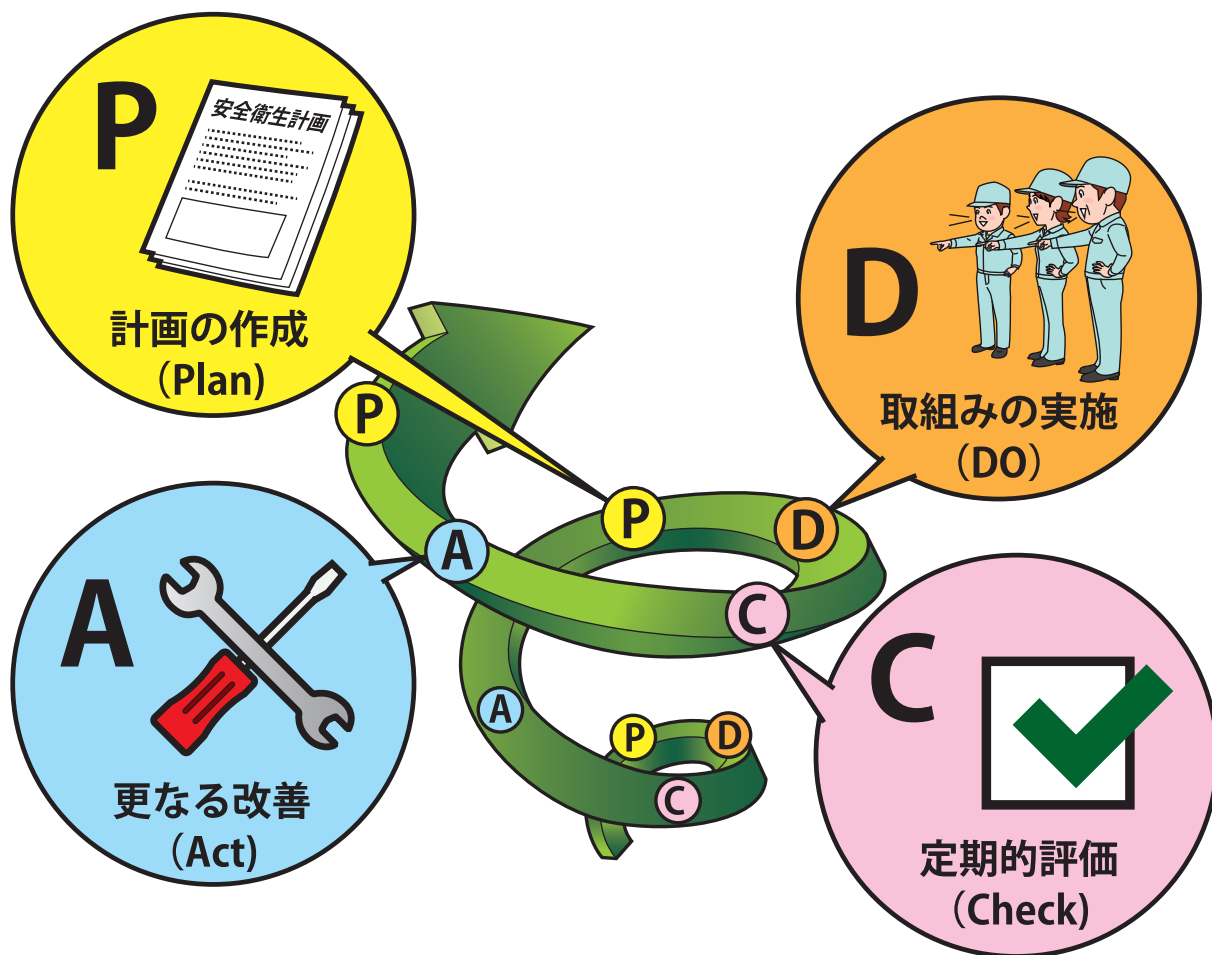 P
安全衛生計画
計画の作成
(Plan)
D
取組みの実施
(DO)
A
更なる改善
(Act)
C
定期的評価
(Check)
P
A
P
D
C
A
P
D
C